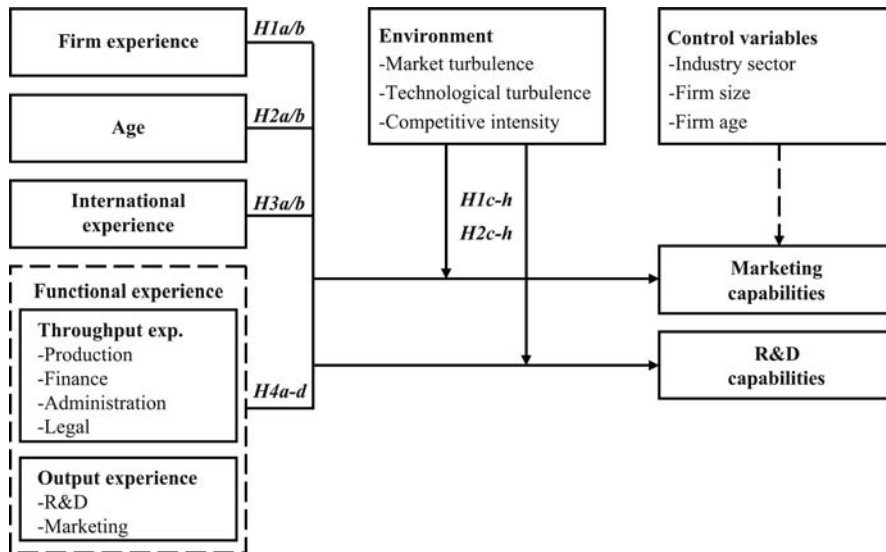 Firm experience
H1a/b
Age
H2a/b
International
experience
H3a/b
Functional experience
Throughput exp.
-Production
-Finance
-Administration
-Legal
H4a-d
Output experience
-R&D
-Marketing
Environment
-Market turbulence
-Technological turbulence
-Competitive intensity
H1c-h
H2c-h
Control variables
-Industry sector
-Firm size
-Firm age
Marketing
capabilities
R&D
capabilities